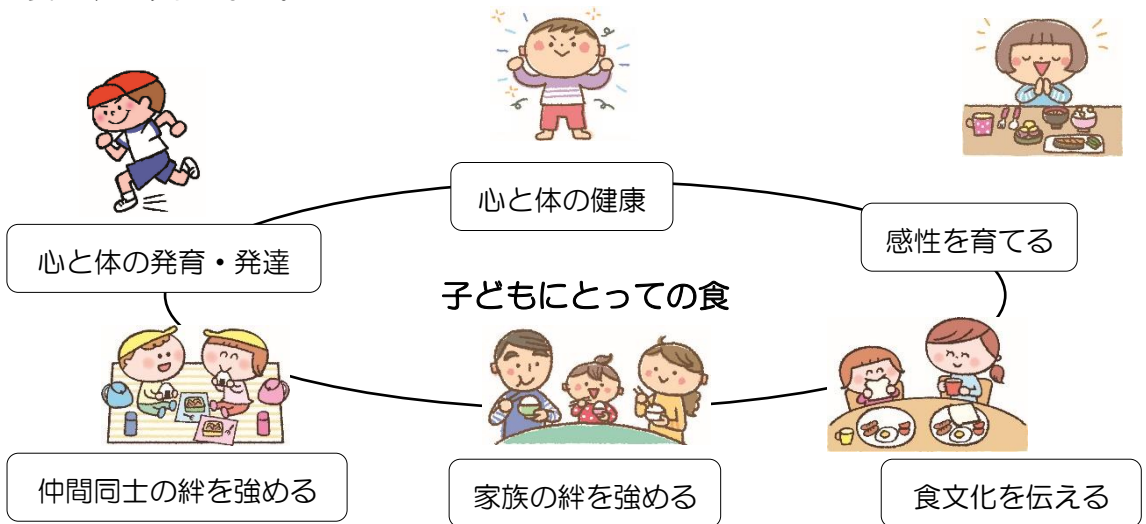 心と体の健康
感性を育てる
心と体の発育・発達
子どもにとっての食
仲間同士の絆を強める
家族の絆を強める
食文化を伝える